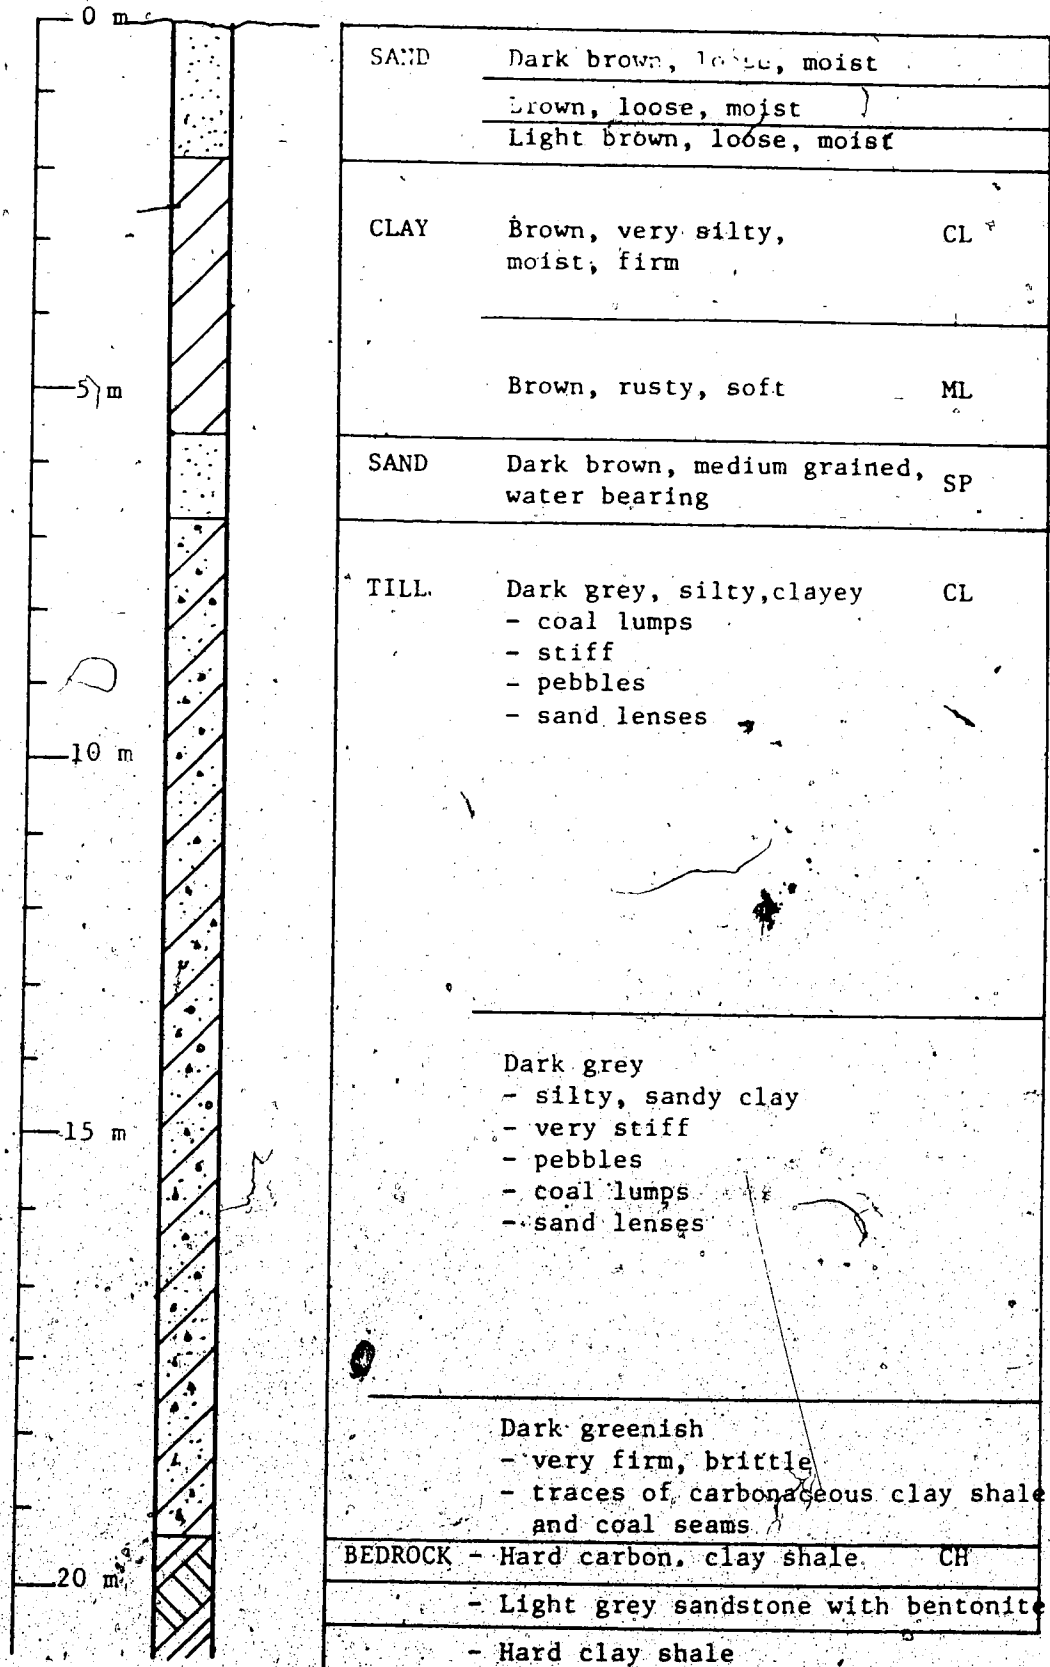 0 m
SAND Dark brown, loose, moist
Brown, loose, moist
Light brown, loose, moist
CLAY Brown, very silty, CL
moist, firm
5 m
Brown, rusty, soft ML
SAND Dark brown, medium grained, SP
water bearing
TILL. Dark grey, silty,clayey CL
- coal lumps
- stiff
- pebbles
- sand lenses
10 m
Dark grey
- silty, sandy clay
15 m
- very stiff
- pebbles
- coal lumps
- sand lenses
Dark greenish
- very firm, brittle
- traces of carbonaceous clay shale
and coal seams
BEDROCK - Hard carbon. clay shale CH
20 m
- Light grey sandstone with bentonite
- Hard clay shale